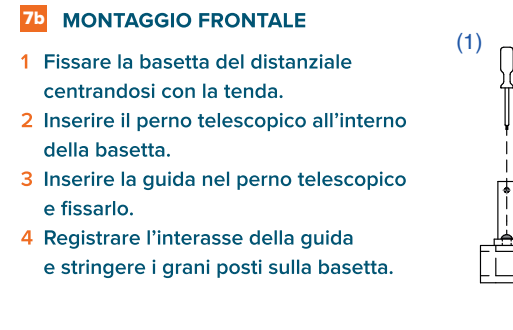 7b MONTAGGIO FRONTALE
(1)
1 Fissare la basetta del distanziale
centrandosi con la tenda.
2 Inserire il perno telescopico all’interno
della basetta.
3 Inserire la guida nel perno telescopico
e fissarlo.
4 Registrare l’interasse della guida
e stringere i grani posti sulla basetta.